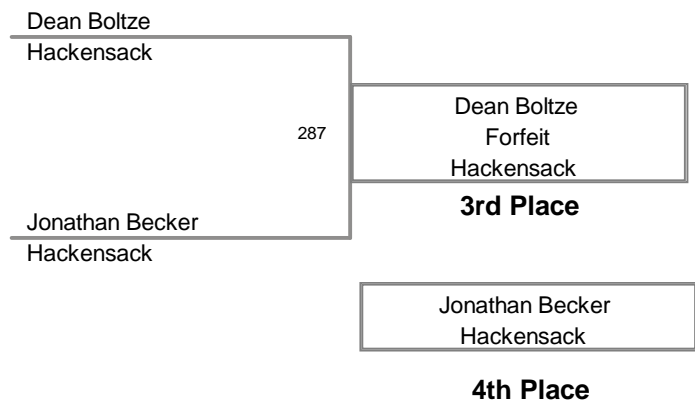 Dean Boltze
Hackensack
287
Dean Boltze
Forfeit
Hackensack
3rd Place
Jonathan Becker
Hackensack
Jonathan Becker
Hackensack
4th Place